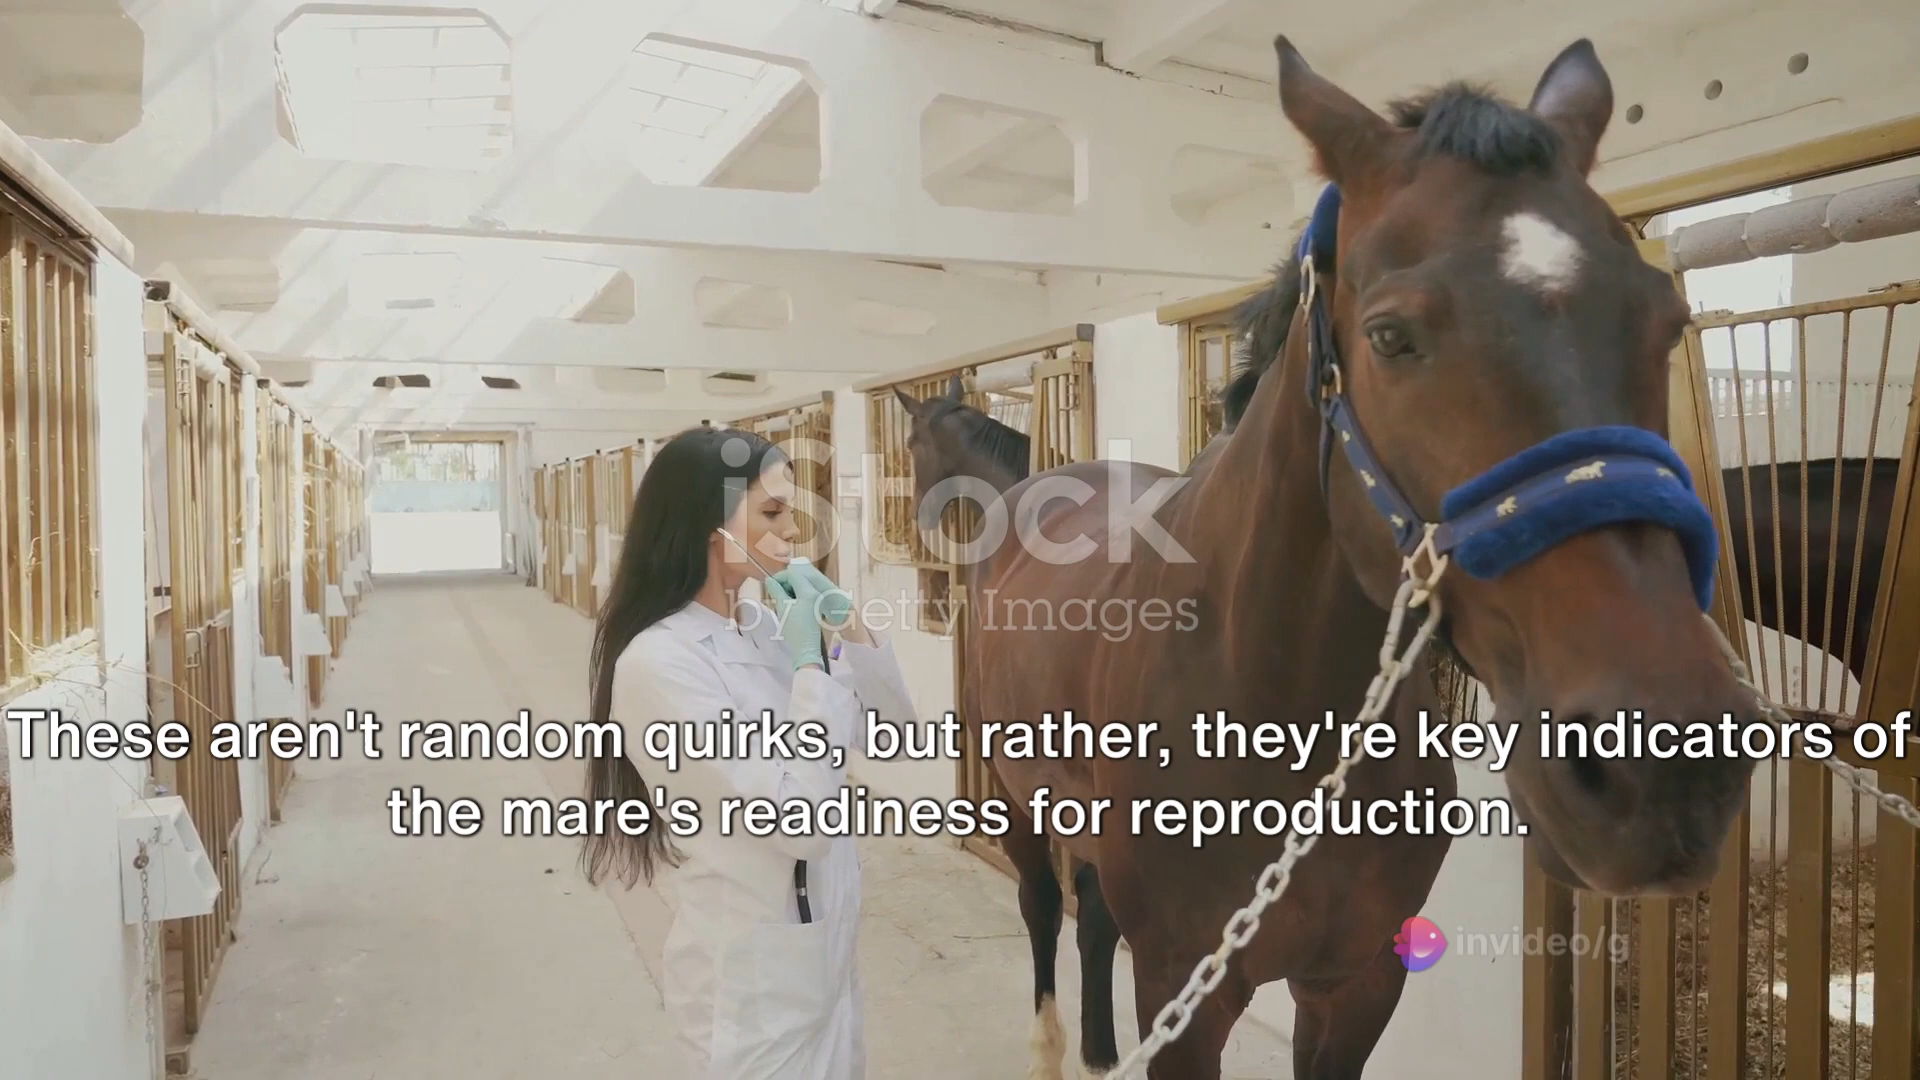 iStock
by Getty Images
These aren't random quirks, but rather, they're key indicators of
the mare's readiness for reproduction.
invideo/g